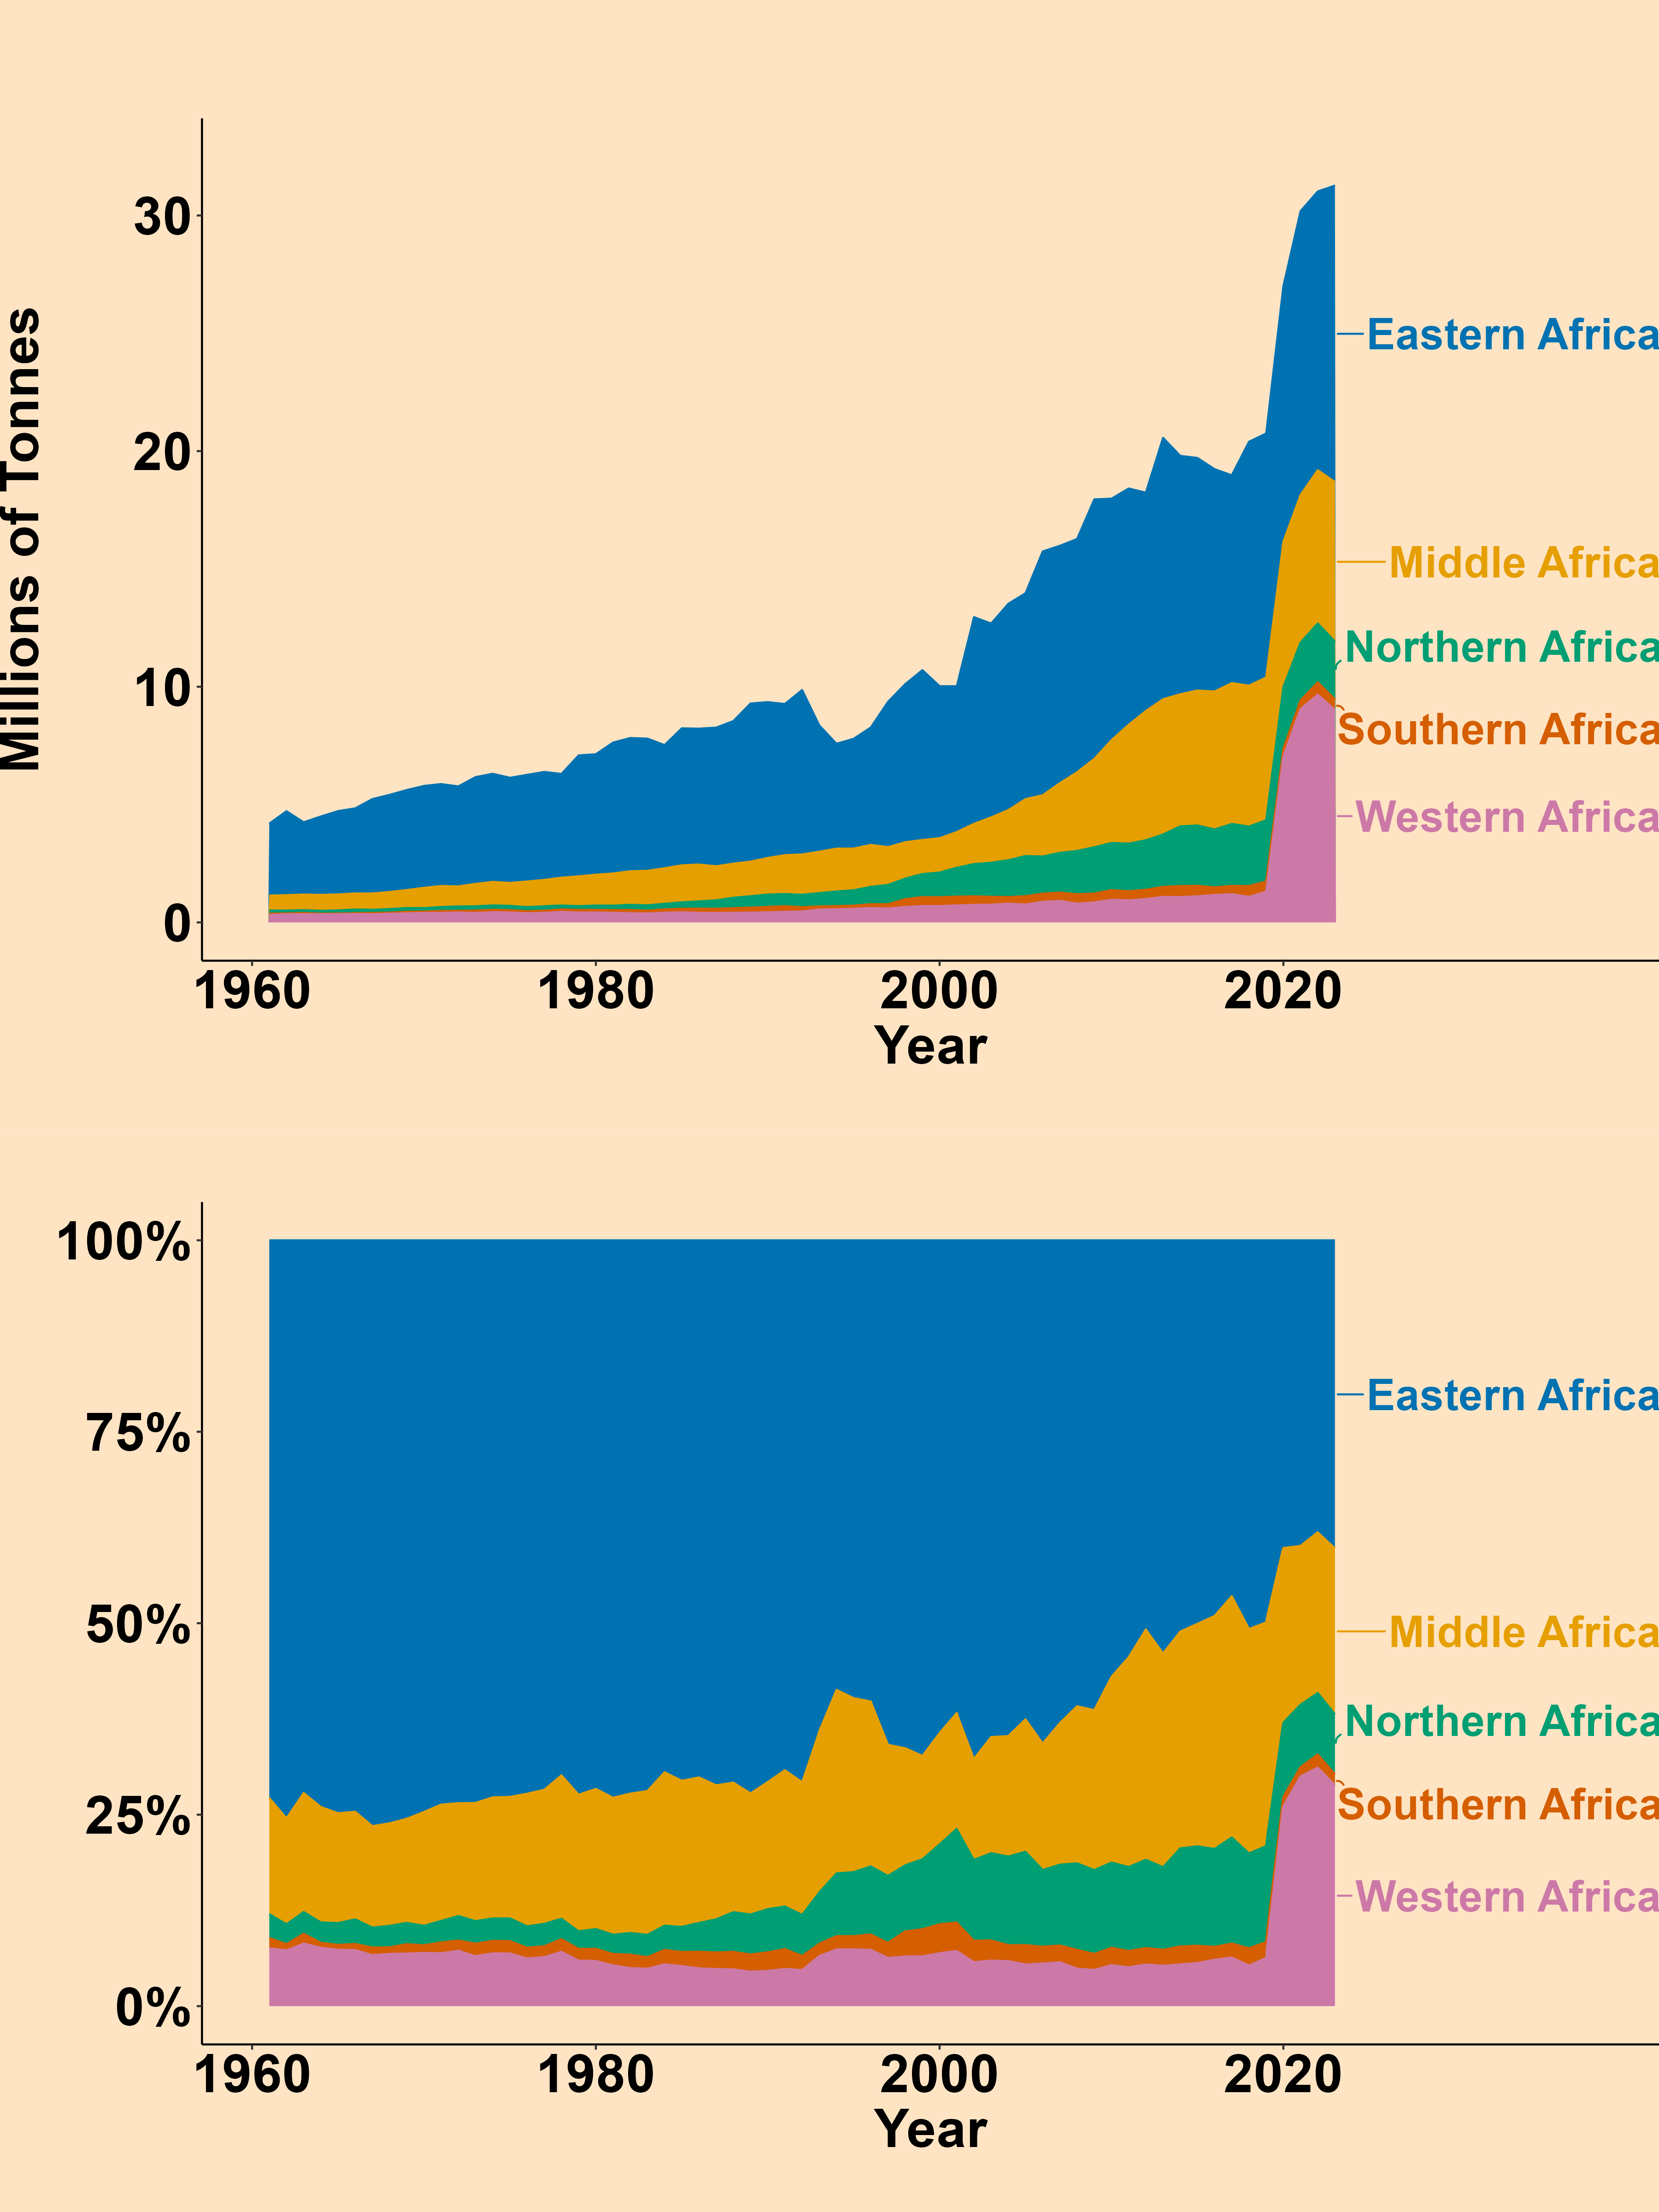 Millions of Tonnes
30
20
10
0
Eastern Africa
Middle Africa
Northern Africa
Southern Africa
Western Africa
1960 1980 2000 2020
Year
100%
75%
50%
25%
0%
Eastern Africa
Middle Africa
Northern Africa
Southern Africa
Western Africa
1960 1980 2000 2020
Year